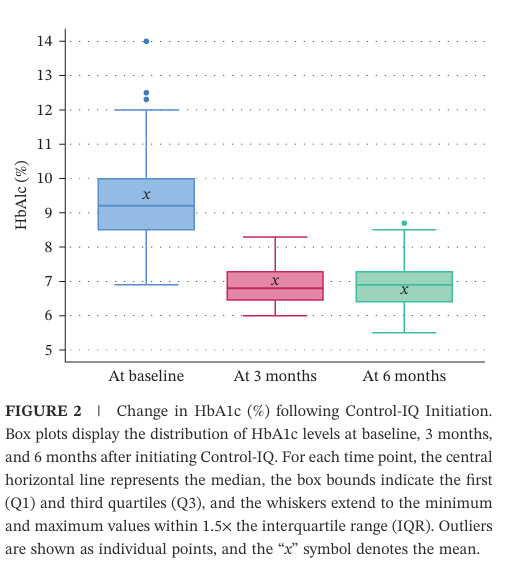 14
13
12
11
10
9
8
7
6
5
HbAlc (%)
x
x
x
At baseline At 3 months At 6 months
FIGURE 2 | Change in HbA1c (%) following Control-IQ Initiation.
Box plots display the distribution of HbA1c levels at baseline, 3 months,
and 6 months after initiating Control-IQ. For each time point, the central
horizontal line represents the median, the box bounds indicate the first
(Q1) and third quartiles (Q3), and the whiskers extend to the minimum
and maximum values within 1.5× the interquartile range (IQR). Outliers
are shown as individual points, and the “x” symbol denotes the mean.